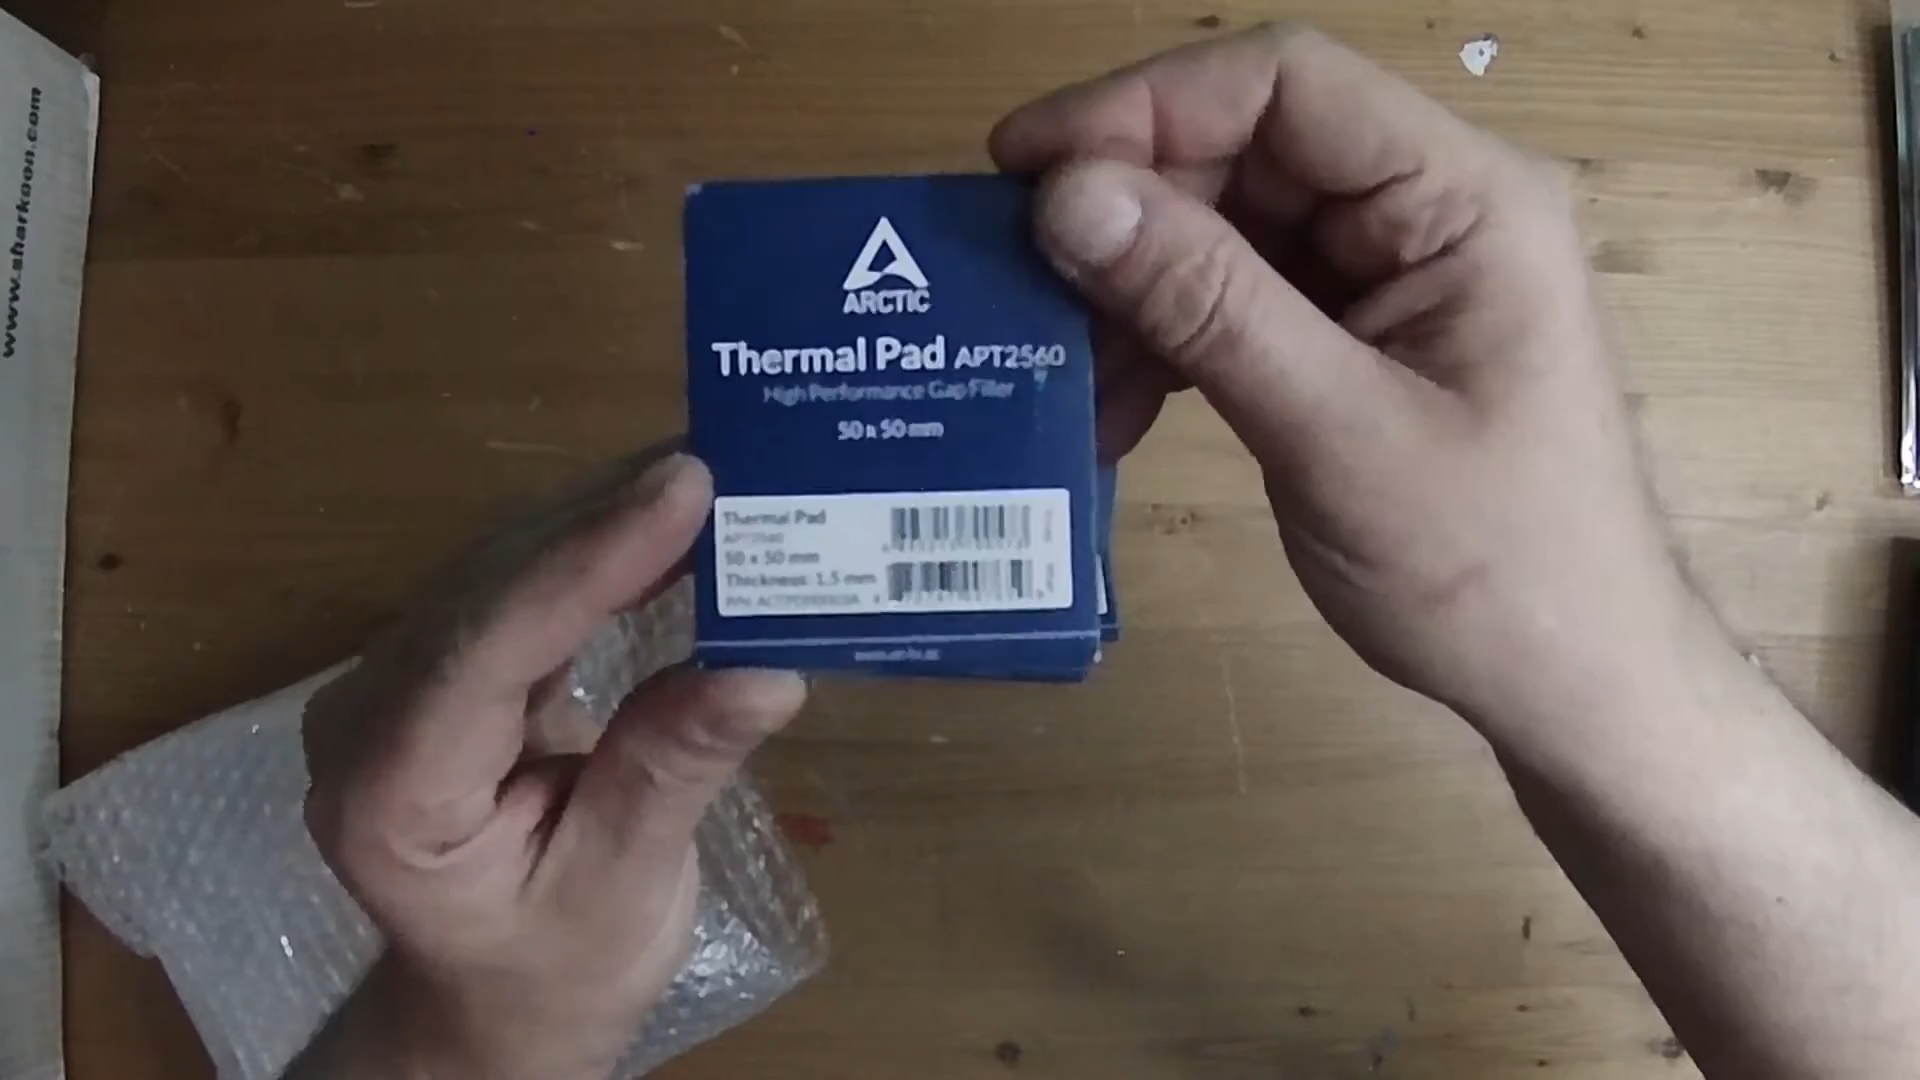 www.sharkoon.com
ARCTIC
Thermal Pad APT2560
High Performance Gap Filler
50 x 50 mm
Thermal Pad
APT2560
50 x 50 mm
Thickness: 1.5 mm
P/N: